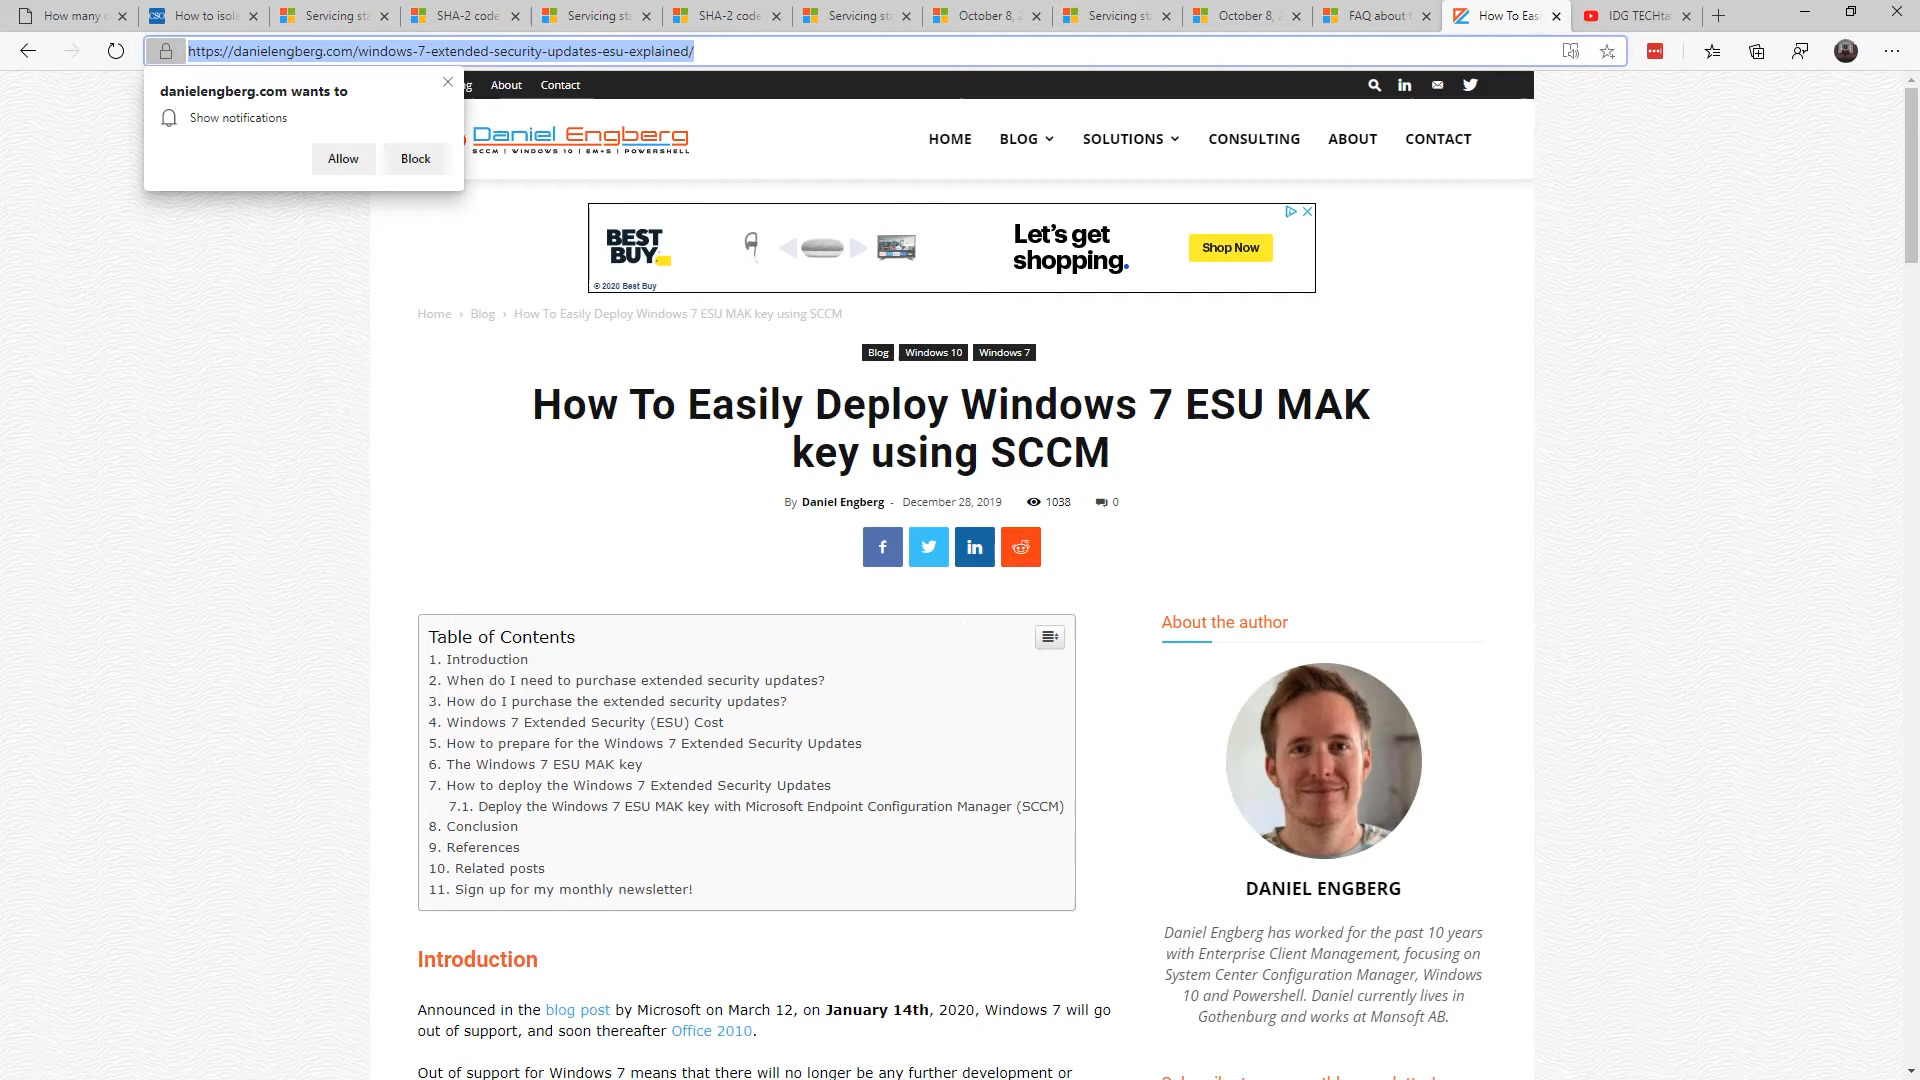 How many
How to isol
Servicing st
SHA-2 code
Servicing st
SHA-2 code
Servicing st
October 8, 2
Servicing st
October 8,
FAQ about t
How To Easi
IDG TECHta
https://danielengberg.com/windows-7-extended-security-updates-esu-explained/
danielengberg.com wants to
Show notifications
Allow
Block
About
Contact
Daniel Engberg
SCCM | WINDOWS 10 | EM+S | POWERSHELL
HOME
BLOG
SOLUTIONS
CONSULTING
ABOUT
CONTACT
BEST
BUY
© 2020 Best Buy
Let's get
shopping.
Shop Now
Home › Blog › How To Easily Deploy Windows 7 ESU MAK key using SCCM
Blog
Windows 10
Windows 7
How To Easily Deploy Windows 7 ESU MAK
key using SCCM
By Daniel Engberg - December 28, 2019 1038 0
Table of Contents
1. Introduction
2. When do I need to purchase extended security updates?
3. How do I purchase the extended security updates?
4. Windows 7 Extended Security (ESU) Cost
5. How to prepare for the Windows 7 Extended Security Updates
6. The Windows 7 ESU MAK key
7. How to deploy the Windows 7 Extended Security Updates
7.1. Deploy the Windows 7 ESU MAK key with Microsoft Endpoint Configuration Manager (SCCM)
8. Conclusion
9. References
10. Related posts
11. Sign up for my monthly newsletter!
Introduction
Announced in the blog post by Microsoft on March 12, on January 14th, 2020, Windows 7 will go
out of support, and soon thereafter Office 2010.
Out of support for Windows 7 means that there will no longer be any further development or
About the author
DANIEL ENGBERG
Daniel Engberg has worked for the past 10 years
with Enterprise Client Management, focusing on
System Center Configuration Manager, Windows
10 and Powershell. Daniel currently lives in
Gothenburg and works at Mansoft AB.